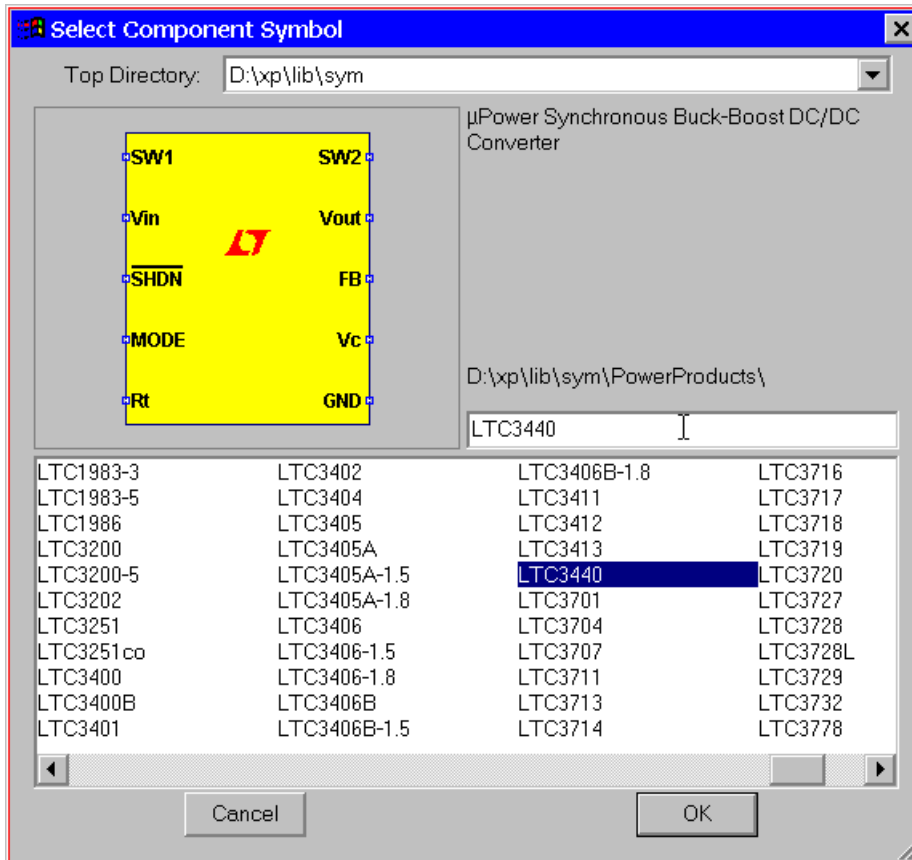 Select Component Symbol
Top Directory: D:\xp\lib\sym
µPower Synchronous Buck-Boost DC/DC
Converter
SW1 SW2
Vin Vout
SHDN FB
MODE Vc
Rt GND
D:\xp\lib\sym\PowerProducts\
LTC3440
LTC1983-3 LTC3402 LTC3406B-1.8 LTC3716
LTC1983-5 LTC3404 LTC3411 LTC3717
LTC1986 LTC3405 LTC3412 LTC3718
LTC3200 LTC3405A LTC3413 LTC3719
LTC3200-5 LTC3405A-1.5 LTC3440 LTC3720
LTC3202 LTC3405A-1.8 LTC3701 LTC3727
LTC3251 LTC3406 LTC3704 LTC3728
LTC3251co LTC3406-1.5 LTC3707 LTC3728L
LTC3400 LTC3406-1.8 LTC3711 LTC3729
LTC3400B LTC3406B LTC3713 LTC3732
LTC3401 LTC3406B-1.5 LTC3714 LTC3778
Cancel OK